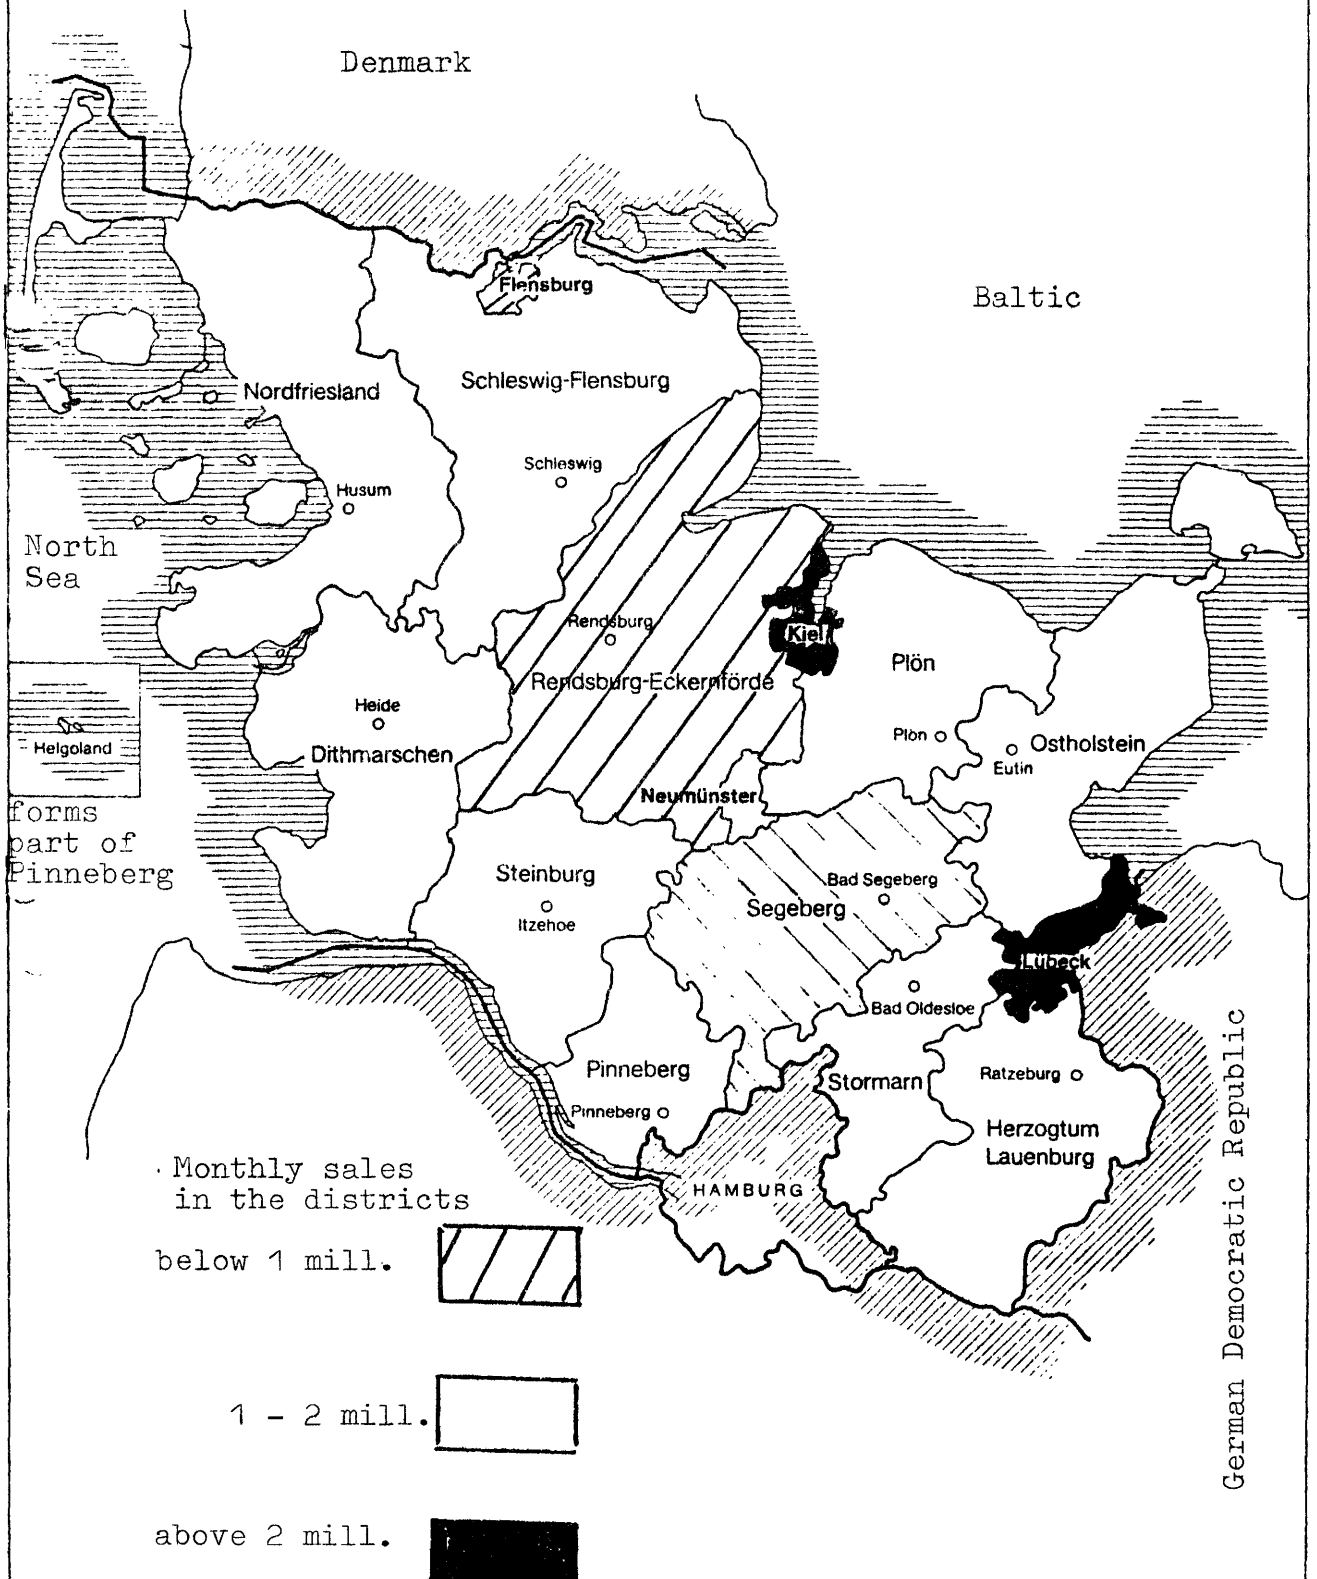 Denmark
Baltic
Flensburg
Nordfriesland
Schleswig-Flensburg
Schleswig
Husum
North
Sea
Rendsburg
Kiel
Rendsburg-Eckernförde
Plön
Heide
Dithmarschen
Plön
Eutin
Ostholstein
Helgoland
forms
part of
Pinneberg
Neumünster
Steinburg
Itzehoe
Bad Segeberg
Segeberg
Lübeck
Bad Oldesloe
Pinneberg
Pinneberg
Stormarn
Ratzeburg
Herzogtum
Lauenburg
HAMBURG
German Democratic Republic
Monthly sales
in the districts
below 1 mill.
1 - 2 mill.
above 2 mill.